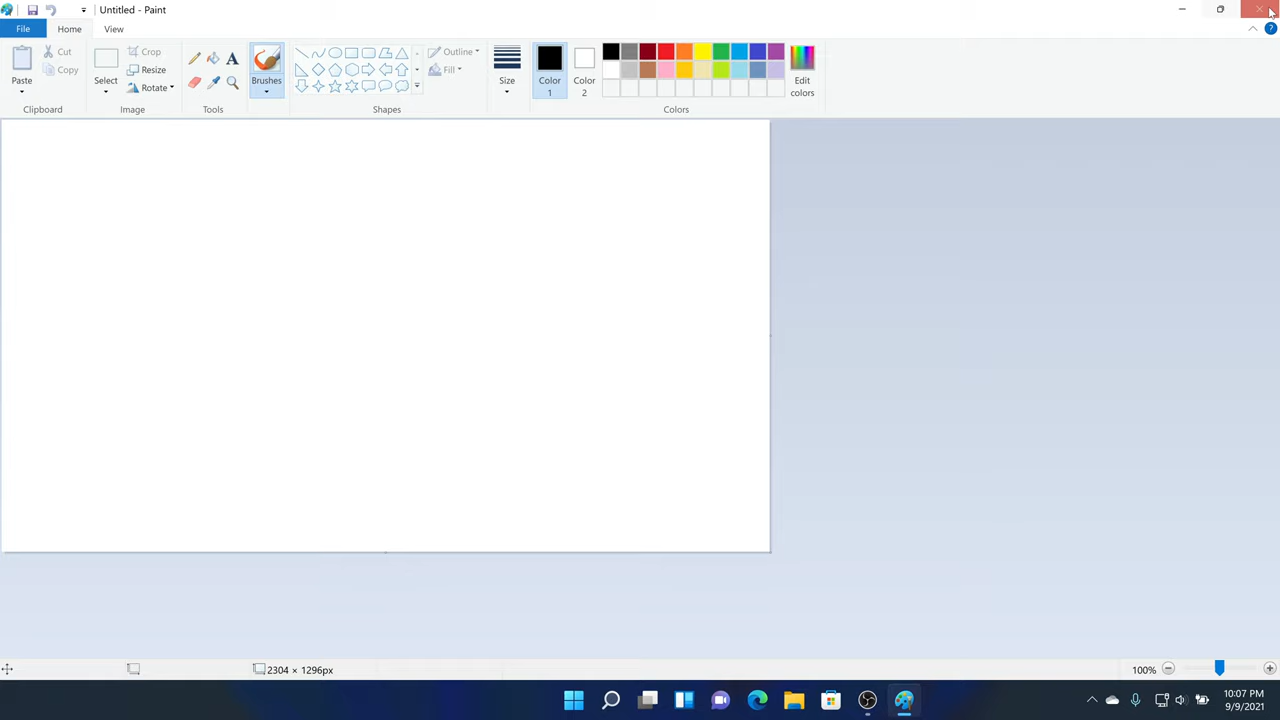 Untitled - Paint
File Home View
Paste
Cut
Copy
Clipboard
Select
Crop
Resize
Rotate
Image
A
Tools
Brushes
Outline
Fill
Shapes
Size
Color 1
Color 2
Edit colors
Colors
2304 × 1296px
100%
10:07 PM
9/9/2021